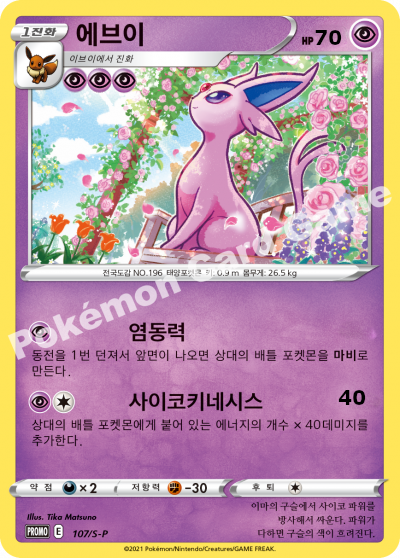 1진화
에브이
HP 70
이브이에서 진화
전국도감 NO.196 태양포켓몬 키: 0.9 m 몸무게: 26.5 kg
Pokémon Card Game
염동력
동전을 1번 던져서 앞면이 나오면 상대의 배틀 포켓몬을 마비로
만든다.
사이코키네시스 40
상대의 배틀 포켓몬에게 붙어 있는 에너지의 개수 × 40데미지를
추가한다.
약점 ×2 저항력 -30 후퇴
Illus. Tika Matsuno
PROMO E 107/S-P
이마의 구슬에서 사이코 파워를
방사해서 싸운다. 파워가
다하면 구슬의 색이 흐려진다.
©2021 Pokémon/Nintendo/Creatures/GAME FREAK.